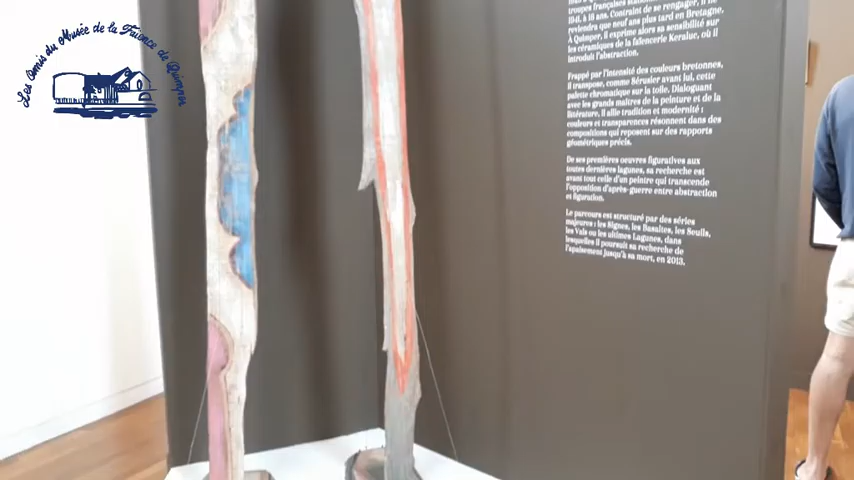 Les Amis du Musée de la Faïence de Quimper
troupes françaises
1941, à 18 ans. Contraint de se rengager, il
reviendra neuf ans plus tard en Bretagne.
À Quimper, il exprime alors sa sensibilité sur
les céramiques de la faïencerie Keraluc, où il
introduit l'abstraction.
Frappé par l'intensité des couleurs bretonnes,
il transpose, comme Sérusier avant lui, cette
palette chromatique sur la toile. Dialoguant
avec les grands maîtres de la peinture et de la
littérature, il allie tradition et modernité :
couleurs et transparences résonnent dans des
compositions qui reposent sur des rapports
géométriques précis.
De ses premières oeuvres figuratives aux
toutes dernières lagunes, sa recherche est
avant tout celle d'un peintre qui transcende
l'opposition d'après-guerre entre abstraction
et figuration.
Le parcours est structuré par des séries
majeures : les Signes, les Basaltes, les Seuils,
les Vais ou les ultimes Lagunes, dans
lesquelles il poursuit sa recherche de
l'apaisement jusqu'à sa mort, en 2013.